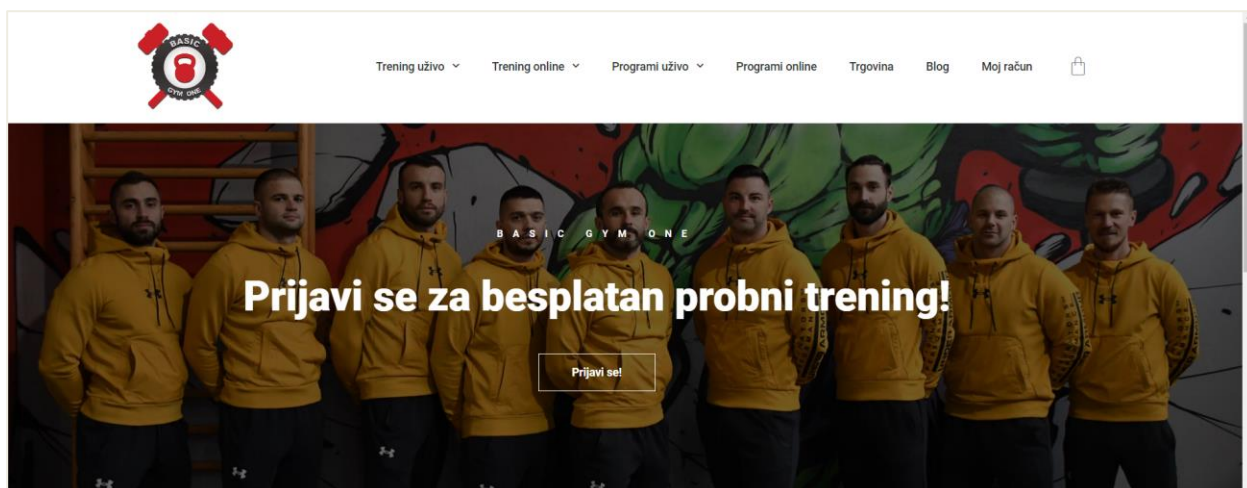 BASIC
GYM ONE
Trening uživo
Trening online
Programi uživo
Programi online
Trgovina
Blog
Moj račun
BASIC GYM ONE
Prijavi se za besplatan probni trening!
Prijavi se!